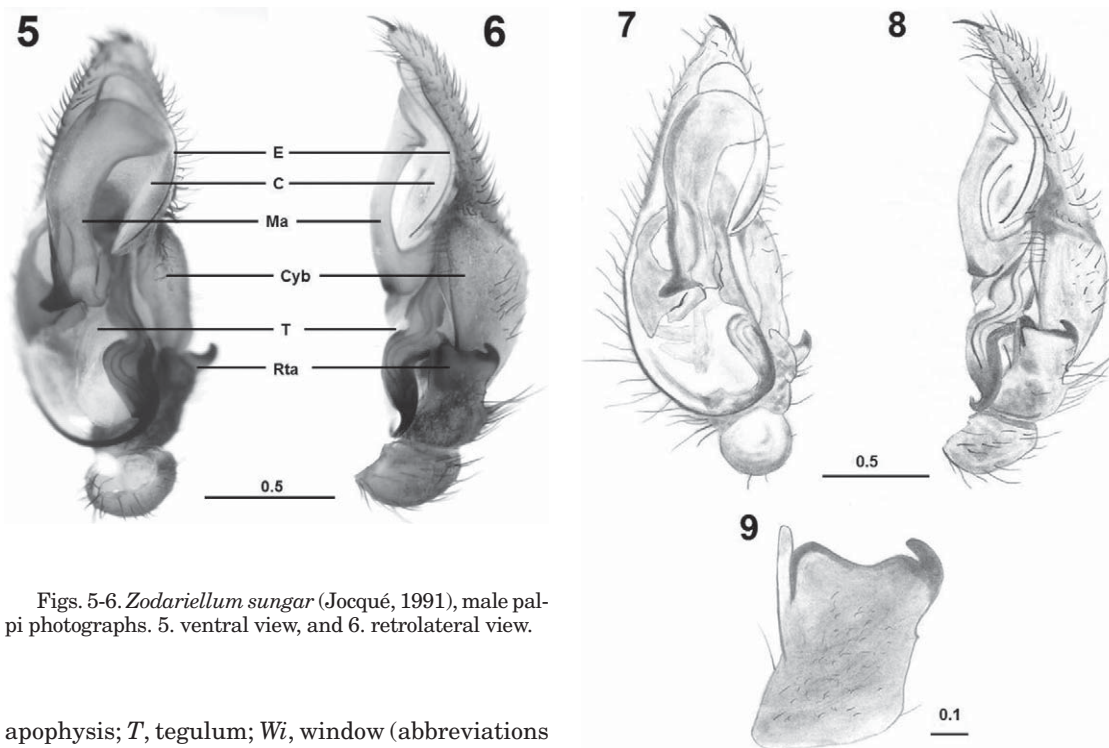 5
6
E
C
Ma
Cyb
T
Rta
0.5
Figs. 5-6. Zodariellum sungar (Jocqué, 1991), male pal-
pi photographs. 5. ventral view, and 6. retrolateral view.
apophysis; T, tegulum; Wi, window (abbreviations
7
8
0.5
9
0.1